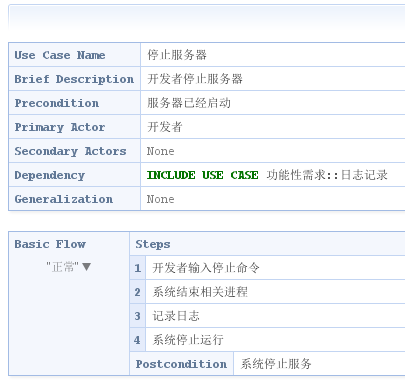 Use Case Name 停止服务器
Brief Description 开发者停止服务器
Precondition 服务器已经启动
Primary Actor 开发者
Secondary Actors None
Dependency INCLUDE USE CASE 功能性需求::日志记录
Generalization None
Basic Flow Steps
"正常" ▼
1 开发者输入停止命令
2 系统结束相关进程
3 记录日志
4 系统停止运行
Postcondition 系统停止服务